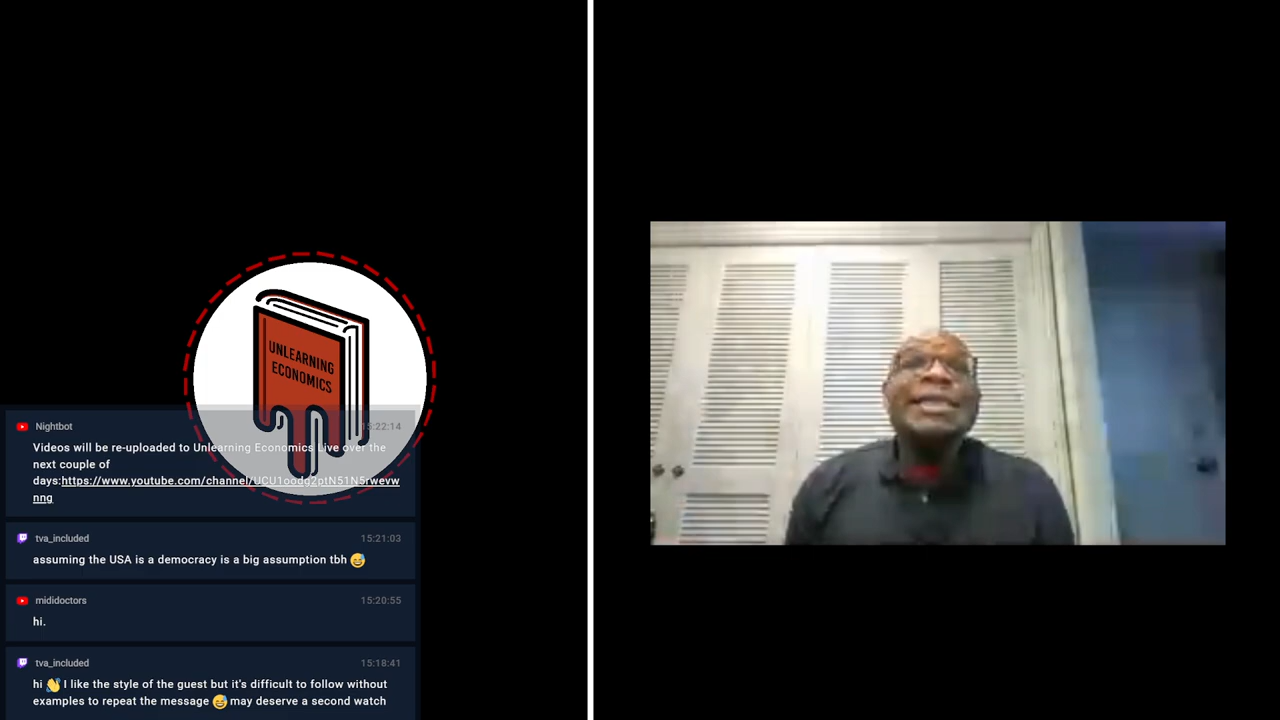 UNLEARNING
ECONOMICS
Nightbot 15:22:14
Videos will be re-uploaded to Unlearning Economics Live over the
next couple of
days:https://www.youtube.com/channel/
nng
tva_included 15:21:03
assuming the USA is a democracy is a big assumption tbh 😅
mididoctors 15:20:55
hi.
tva_included 15:18:41
hi 👋 I like the style of the guest but it's difficult to follow without
examples to repeat the message 😅 may deserve a second watch